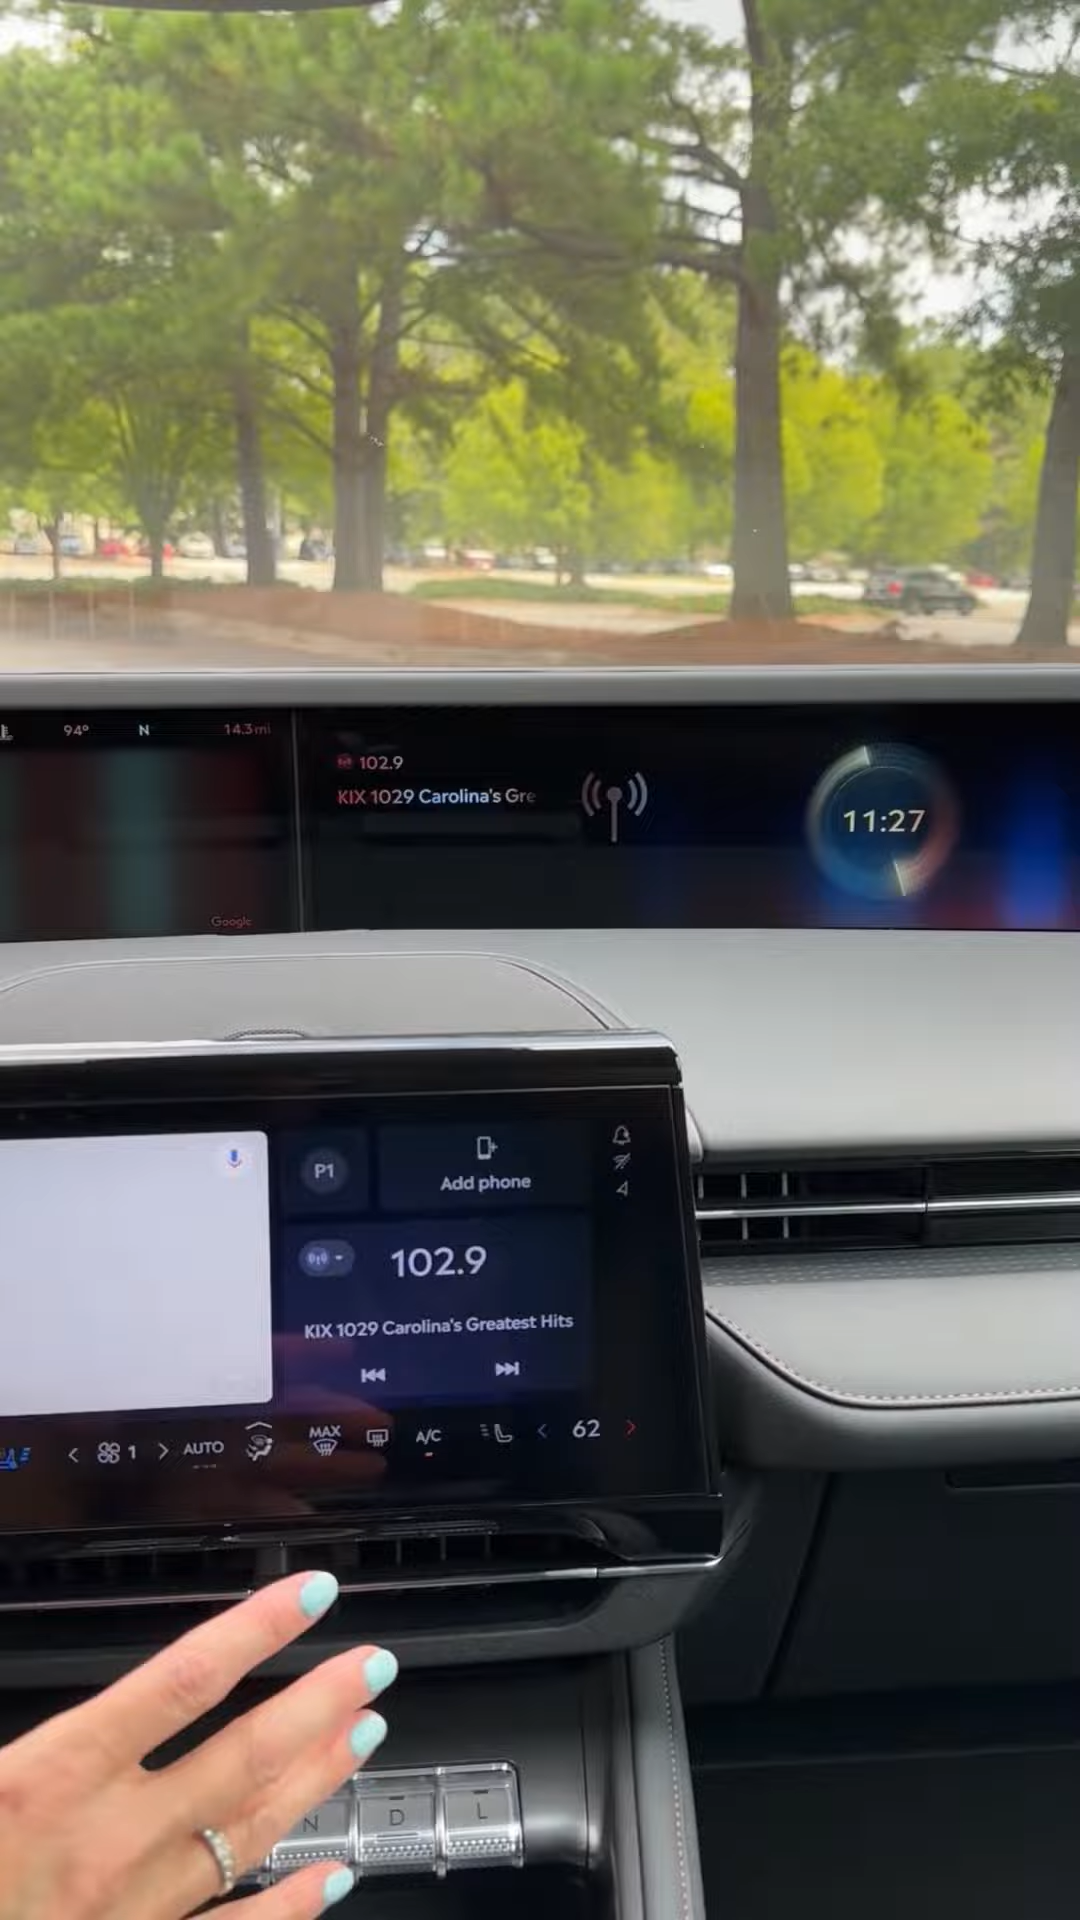 94° N 14.3 mi
102.9
KIX 1029 Carolina's Gre
11:27
Google
P1
Add phone
102.9
KIX 1029 Carolina's Greatest Hits
1 AUTO MAX A/C 62
N D L